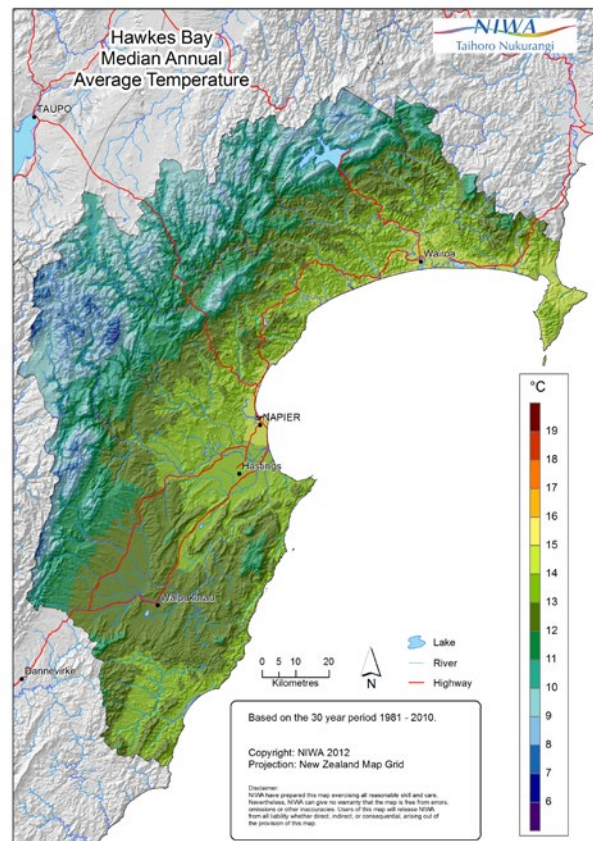 Hawkes Bay
Median Annual
Average Temperature
NIWA
Taihoro Nukurangi
TAUPO
Wairoa
NAPIER
Hastings
Waipukurau
Dannevirke
°C
19
18
17
16
15
14
13
12
11
10
9
8
7
6
Lake
River
Highway
0 10 20
Kilometres
N
Based on the 30 year period 1981 - 2010.
Copyright: NIWA 2012
Projection: New Zealand Map Grid
Disclaimer:
NIWA have prepared this map exercising all reasonable skill and care.
Nevertheless, NIWA can give no warranty that the map is free from errors,
omissions or other inaccuracies. Users of this map will release NIWA
from all liability whether direct, indirect, or consequential, arising out of
the provision of this map.